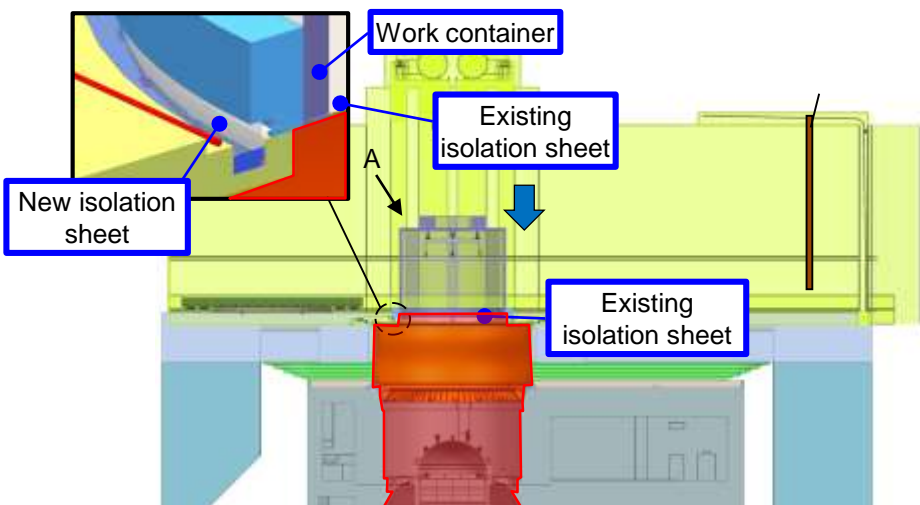 Work container
Existing
isolation sheet
A
New isolation
sheet
Existing
isolation sheet